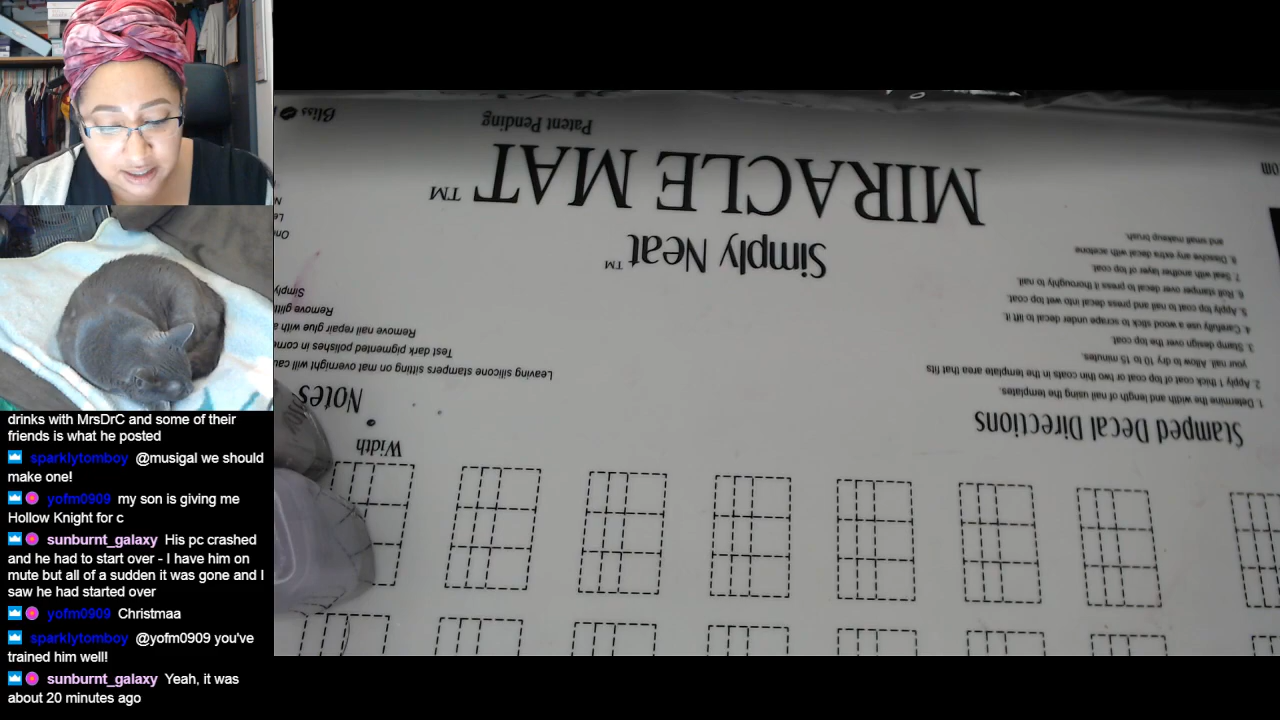 drinks with MrsDrC and some of their
friends is what he posted
sparklytomboy @musigal we should
make one!
yofm0909 my son is giving me
Hollow Knight for c
sunburnt_galaxy His pc crashed
and he had to start over - I have him on
mute but all of a sudden it was gone and I
saw he had started over
yofm0909 Christmaa
sparklytomboy @yofm0909 you've
trained him well!
sunburnt_galaxy Yeah, it was
about 20 minutes ago
Width
Stamped Decal Directions
1. Determine the width and length of nail using the templates.
2. Apply 1 thick coat of top coat or two thin coats in the template area that fits
your nail. Allow to dry 10 to 15 minutes.
3. Stamp design over the top coat.
4. Carefully use a wood stick to scrape under decal to lift it.
5. Apply top coat to nail and press decal into wet top coat.
6. Roll stamper over decal to press it thoroughly to nail.
7. Seal with another layer of top coat.
8. Dissolve any extra decal with acetone
and small makeup brush.
Notes
Leaving silicone stampers sitting on mat overnight will cau
Test dark pigmented polishes in corne
Remove nail repair glue with a
Remove glitt
Simply
Simply Neat™
MIRACLE MAT™
Patent Pending
Bliss
om